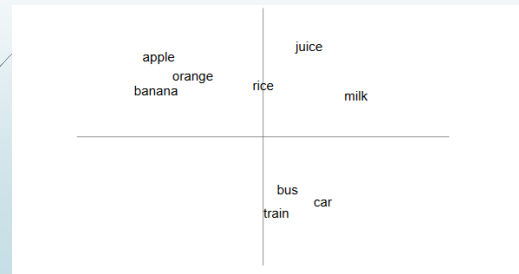 juice
apple
orange
rice
banana
milk
bus
car
train